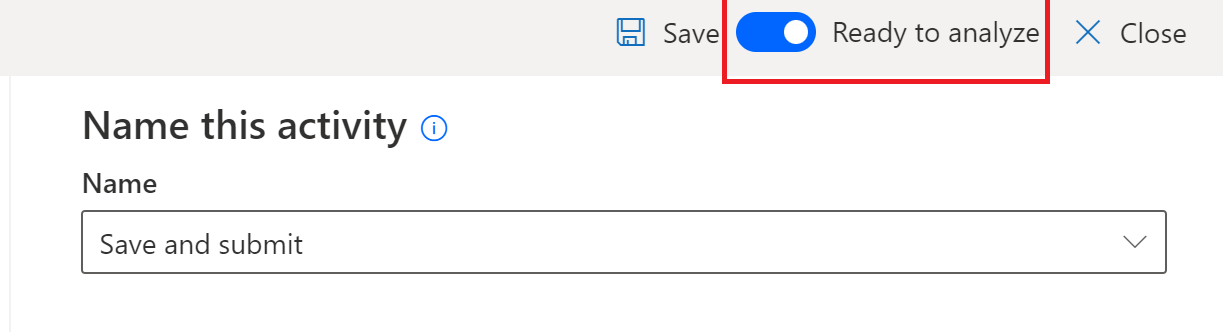 Save Ready to analyze Close
Name this activity
Name
Save and submit